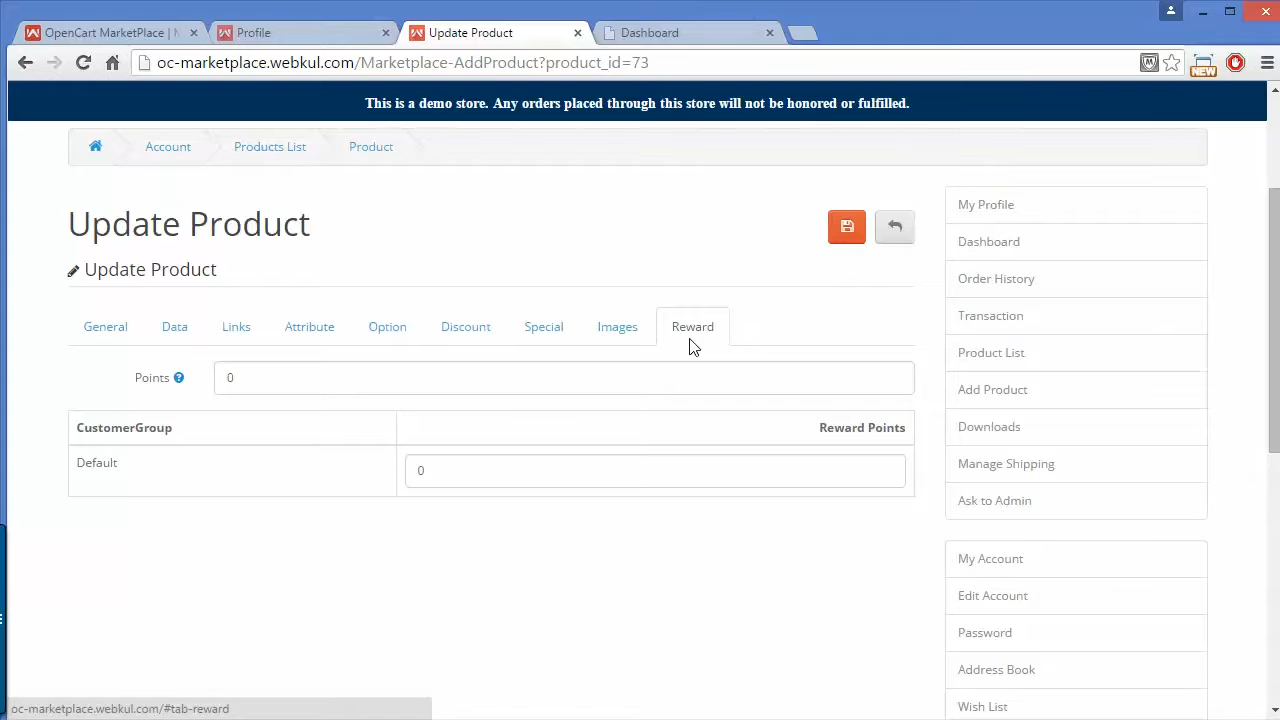 OpenCart MarketPlace | M
Profile
Update Product
Dashboard
oc-marketplace.webkul.com/Marketplace-AddProduct?product_id=73
NEW
This is a demo store. Any orders placed through this store will not be honored or fulfilled.
Account
Products List
Product
Update Product
Update Product
General
Data
Links
Attribute
Option
Discount
Special
Images
Reward
Points
0
CustomerGroup
Reward Points
Default
0
My Profile
Dashboard
Order History
Transaction
Product List
Add Product
Downloads
Manage Shipping
Ask to Admin
My Account
Edit Account
Password
Address Book
Wish List
oc-marketplace.webkul.com/#tab-reward